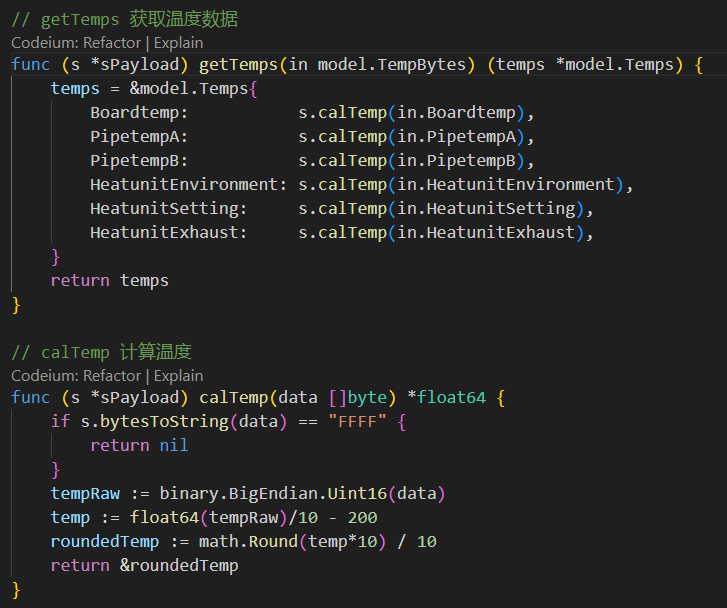 // getTemps 获取温度数据
Codeium: Refactor | Explain
func (s *sPayload) getTemps(in model.TempBytes) (temps *model.Temps) {
    temps = &model.Temps{
        Boardtemp:           s.calTemp(in.Boardtemp),
        PipetempA:           s.calTemp(in.PipetempA),
        PipetempB:           s.calTemp(in.PipetempB),
        HeatunitEnvironment: s.calTemp(in.HeatunitEnvironment),
        HeatunitSetting:     s.calTemp(in.HeatunitSetting),
        HeatunitExhaust:     s.calTemp(in.HeatunitExhaust),
    }
    return temps
}
// calTemp 计算温度
Codeium: Refactor | Explain
func (s *sPayload) calTemp(data []byte) *float64 {
    if s.bytesToString(data) == "FFFF" {
        return nil
    }
    tempRaw := binary.BigEndian.Uint16(data)
    temp := float64(tempRaw)/10 - 200
    roundedTemp := math.Round(temp*10) / 10
    return &roundedTemp
}